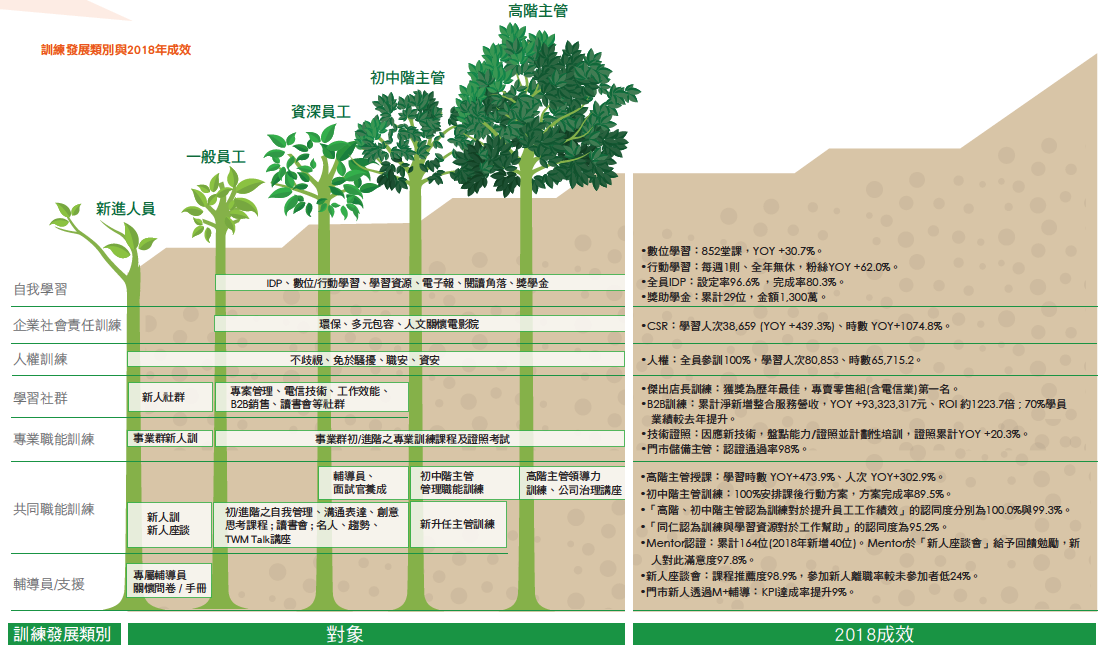 高階主管
訓練發展類別與2018年成效
初中階主管
資深員工
一般員工
新進人員
自我學習
IDP、數位/行動學習、學習資源、電子報、閱讀角落、獎學金
•數位學習：852堂課，YOY +30.7%。
•行動學習：每週1則、全年無休，粉絲YOY +62.0%。
•全員IDP：設定率96.6%，完成率80.3%。
•獎助學金：累計29位，金額1,300萬。
企業社會責任訓練
環保、多元包容、人文關懷電影院
•CSR：學習人次38,659 (YOY +439.3%)、時數 YOY+1074.8%。
人權訓練
不歧視、免於騷擾、職安、資安
•人權：全員參訓100%，學習人次80,853、時數65,715.2。
學習社群
新人社群
專案管理、電信技術、工作效能、
B2B銷售、讀書會等社群
•傑出店長訓練：獲獎為歷年最佳，專賣零售組(含電信業)第一名。
•B2B訓練：累計淨新增整合服務營收，YOY +93,323,317元、ROI 約1223.7倍 ; 70%學員
業績較去年提升。
專業職能訓練
事業群新人訓
事業群初/進階之專業訓練課程及證照考試
•技術證照：因應新技術，盤點能力/證照並計劃性培訓，證照累計YOY +20.3%。
•門市儲備主管：認證通過率98%。
共同職能訓練
輔導員、
面試官養成
初中階主管
管理職能訓練
高階主管領導力
訓練、公司治理講座
新人訓
新人座談
初/進階之自我管理、溝通表達、創意
思考課程 ; 讀書會 ; 名人、趨勢、
TWM Talk講座
新升任主管訓練
•高階主管授課：學習時數 YOY+473.9%、人次 YOY+302.9%。
•初中階主管訓練：100%安排課後行動方案，方案完成率89.5%。
•「高階、初中階主管認為訓練對於提升員工工作績效」的認同度分別為100.0%與99.3%。
•「同仁認為訓練與學習資源對於工作幫助」的認同度為95.2%。
•Mentor認證：累計164位(2018年新增40位)。Mentor於「新人座談會」給予回饋勉勵，新
人對此滿意度97.8%。
•新人座談會：課程推薦度98.9%，參加新人離職率較未參加者低24%。
•門市新人透過M+輔導：KPI達成率提升9%。
輔導員/支援
專屬輔導員
關懷問卷 / 手冊
訓練發展類別
對象
2018成效